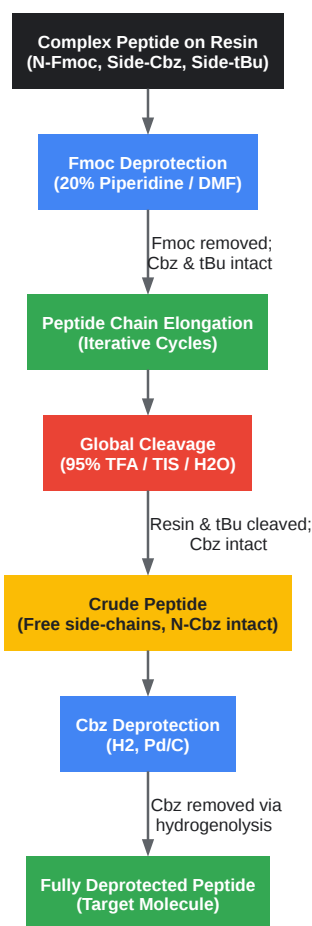 Complex Peptide on Resin
(N-Fmoc, Side-Cbz, Side-tBu)
Fmoc Deprotection
(20% Piperidine / DMF)
Fmoc removed;
Cbz & tBu intact
Peptide Chain Elongation
(Iterative Cycles)
Global Cleavage
(95% TFA / TIS / H2O)
Resin & tBu cleaved;
Cbz intact
Crude Peptide
(Free side-chains, N-Cbz intact)
Cbz Deprotection
(H2, Pd/C)
Cbz removed via
hydrogenolysis
Fully Deprotected Peptide
(Target Molecule)